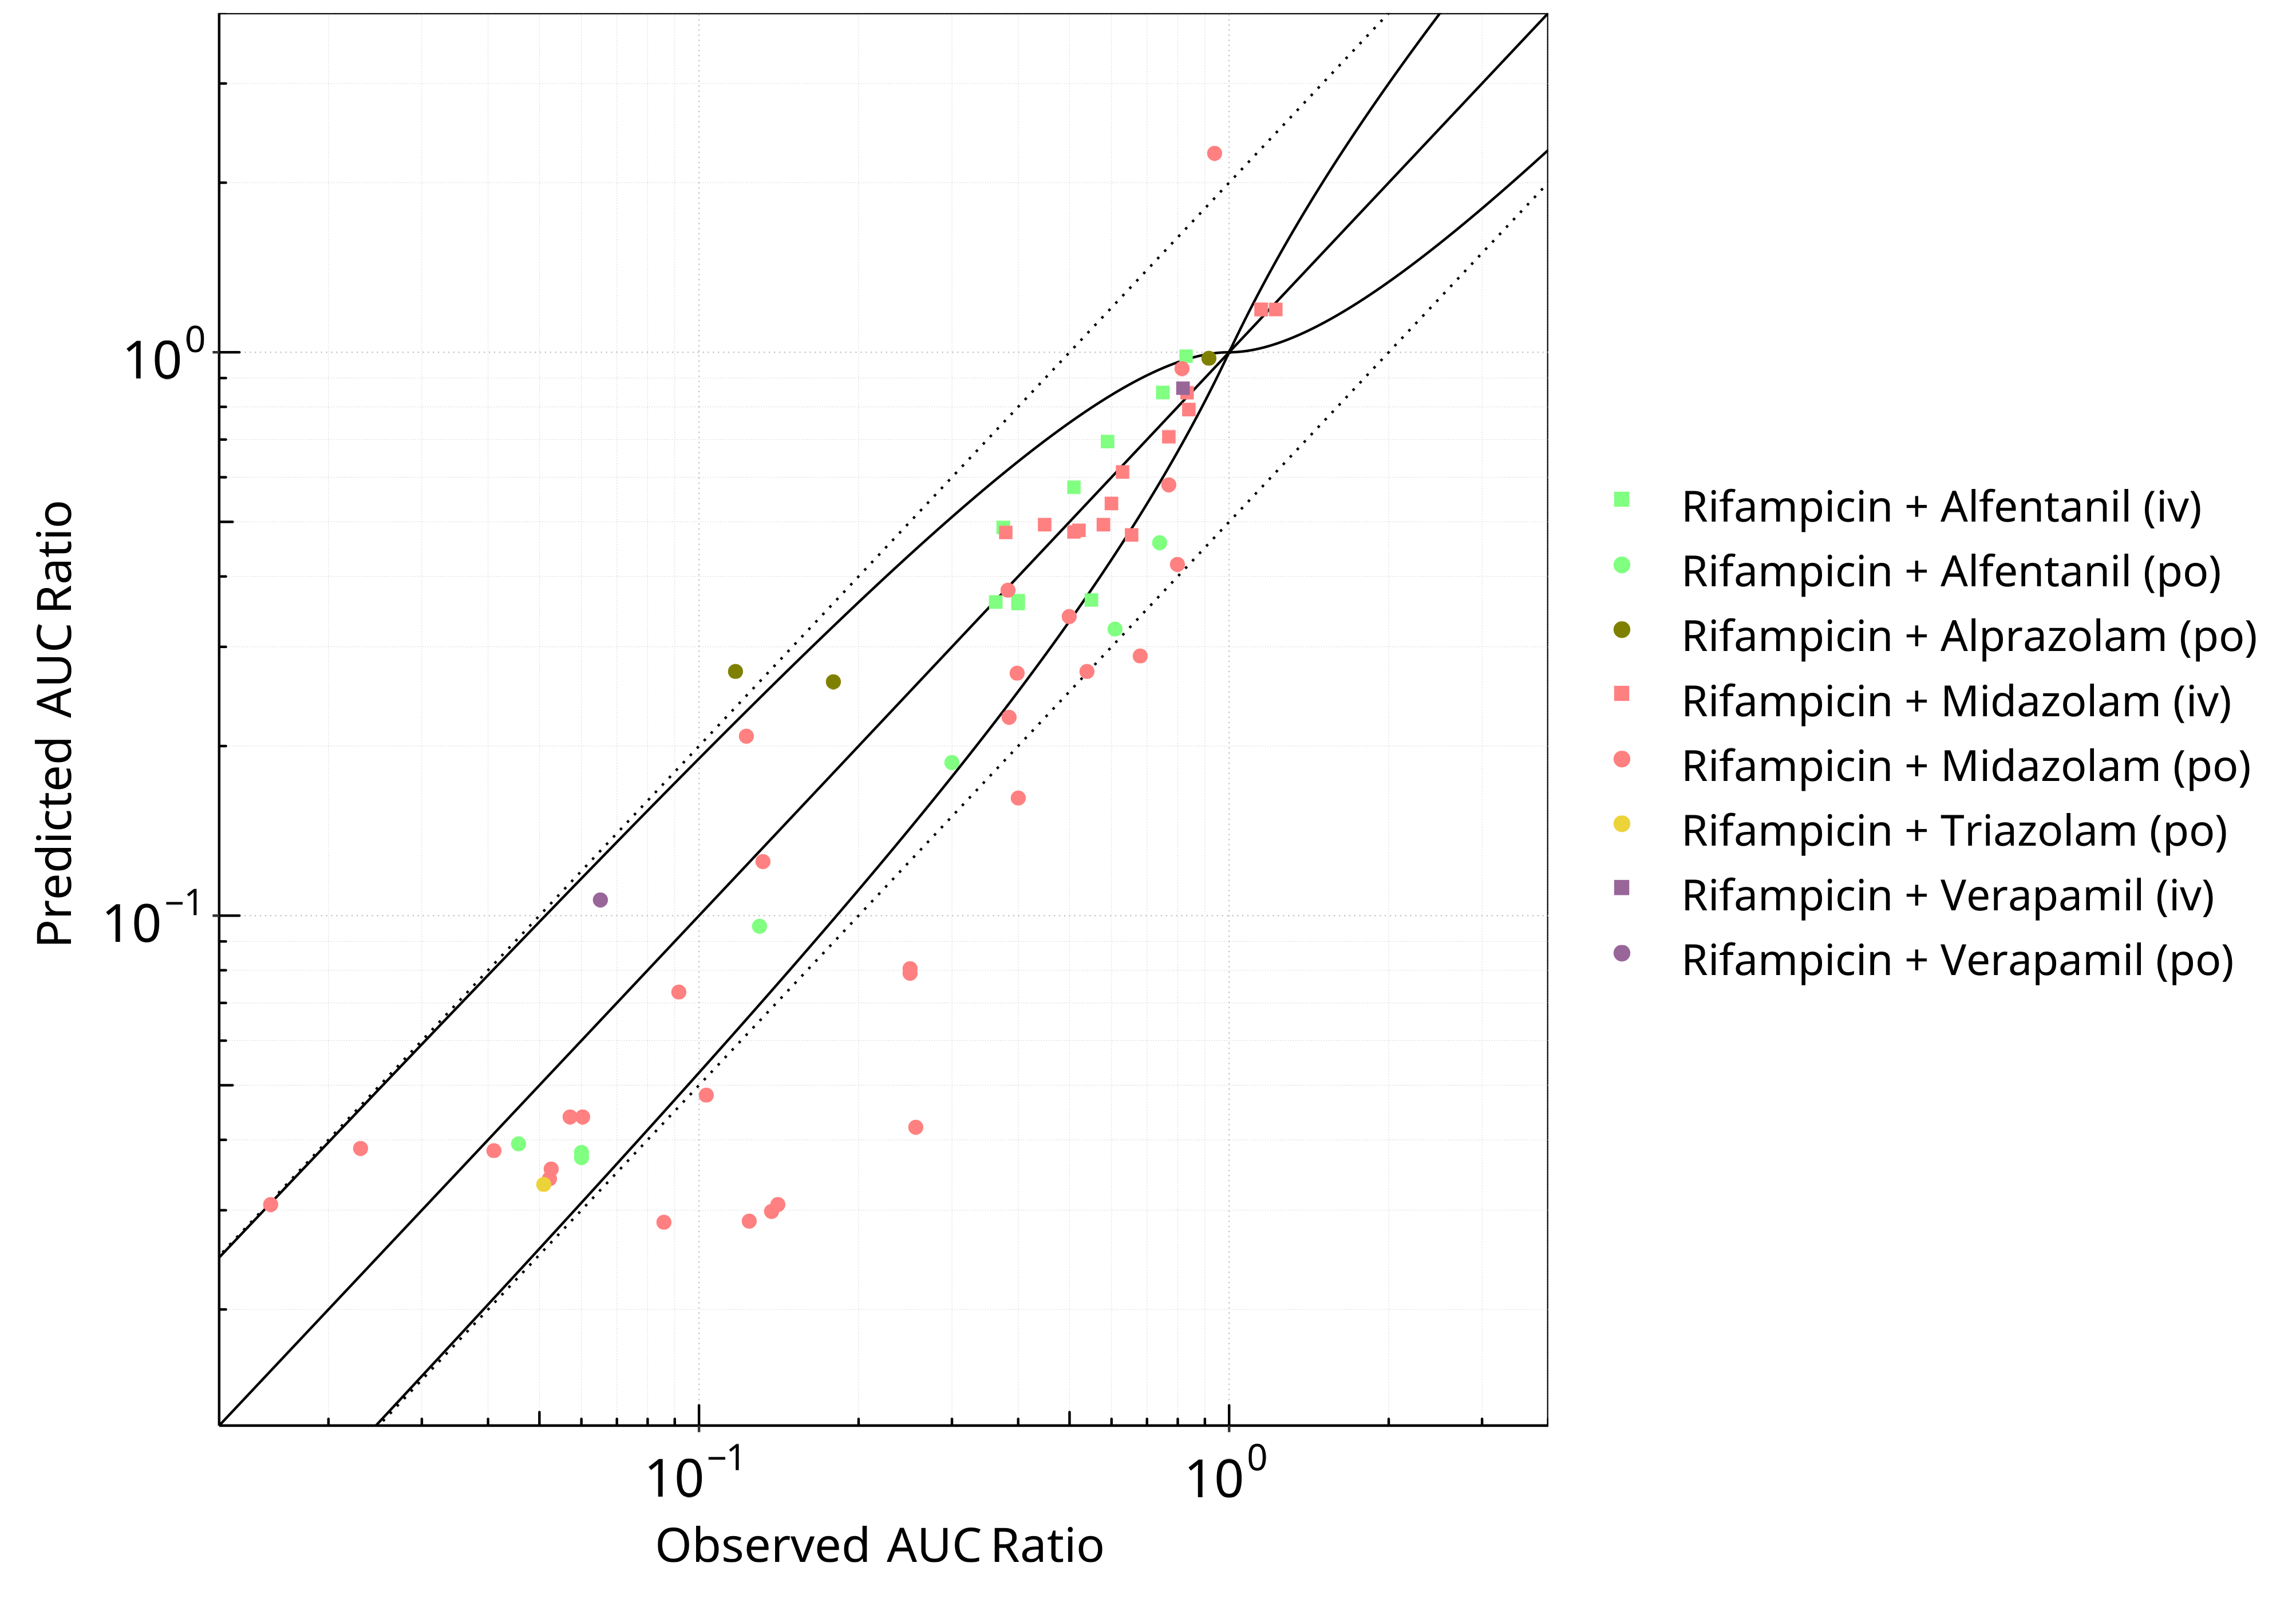 Predicted AUC Ratio
10⁰
10⁻¹
10⁻¹
10⁰
Observed AUC Ratio
Rifampicin + Alfentanil (iv)
Rifampicin + Alfentanil (po)
Rifampicin + Alprazolam (po)
Rifampicin + Midazolam (iv)
Rifampicin + Midazolam (po)
Rifampicin + Triazolam (po)
Rifampicin + Verapamil (iv)
Rifampicin + Verapamil (po)